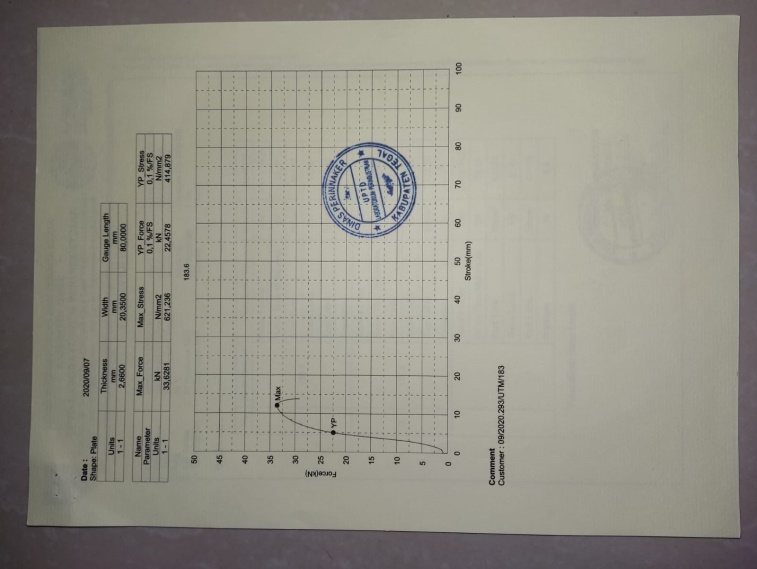 Date : 2020/09/07
Shape: Plate
Thickness Width Gauge Length
Units mm mm mm
1 - 1 2,6600 20,3500 80,0000
Name Max_Force Max_Stress YP_Force YP_Stress
Parameter 0,1 %/FS 0,1 %/FS
Units kN N/mm2 kN N/mm2
1 - 1 33,6281 621,236 22,4578 414,879
183.6
50
45
40
35
30
25
20
15
10
5
0
Force(kN)
Max
YP
0 10 20 30 40 50 60 70 80 90 100
Stroke(mm)
DINAS PERINNAKER
UPTD
KABUPATEN TEGAL
Comment
Customer : 09/2020.293/UTM/183